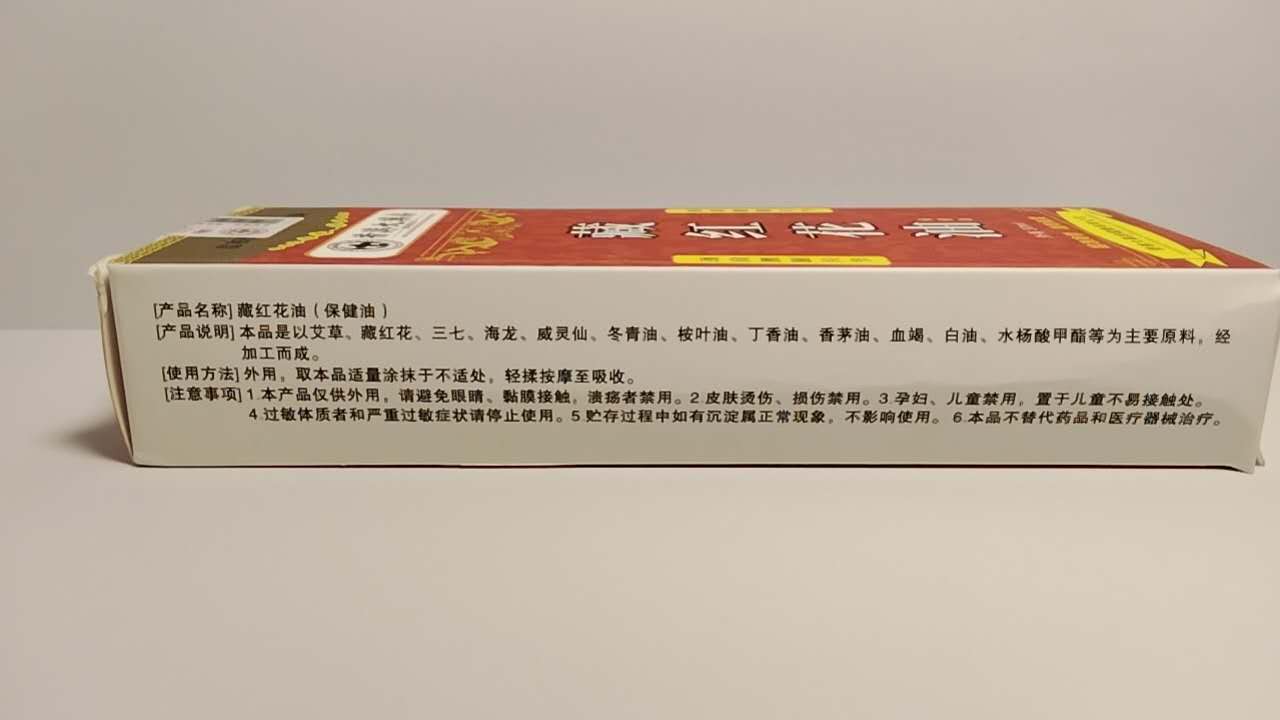 藏红花油
[产品名称] 藏红花油（保健油）
[产品说明] 本品是以艾草、藏红花、三七、海龙、威灵仙、冬青油、桉叶油、丁香油、香茅油、血竭、白油、水杨酸甲酯等为主要原料，经
加工而成。
[使用方法] 外用，取本品适量涂抹于不适处，轻揉按摩至吸收。
[注意事项] 1.本产品仅供外用，请避免眼睛、黏膜接触，溃疡者禁用。2.皮肤烫伤、损伤禁用。3.孕妇、儿童禁用，置于儿童不易接触处。
4.过敏体质者和严重过敏症状请停止使用。5.贮存过程中如有沉淀属正常现象，不影响使用。6.本品不替代药品和医疗器械治疗。